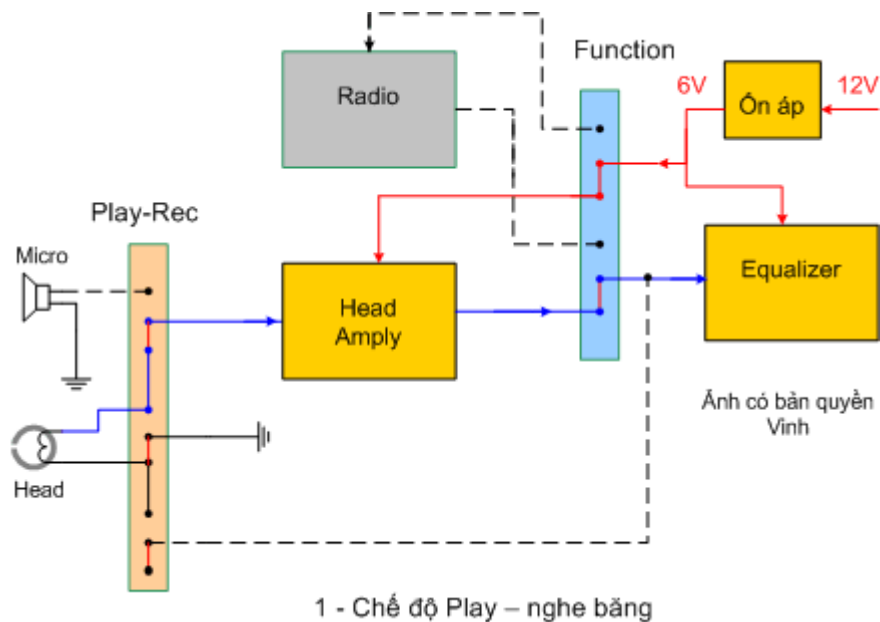 Function
Radio
6V
Ổn áp
12V
Play-Rec
Micro
Head
Amply
Equalizer
Ảnh có bản quyền
Vinh
Head
1 - Chế độ Play – nghe băng